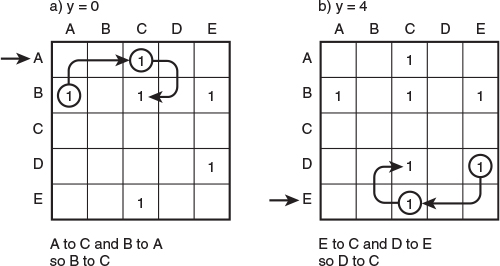 a) y = 0
A B C D E
A 1
B 1 1 1
C
D 1
E 1
A to C and B to A
so B to C
b) y = 4
A B C D E
A 1
B 1 1 1
C
D 1 1
E 1
E to C and D to E
so D to C